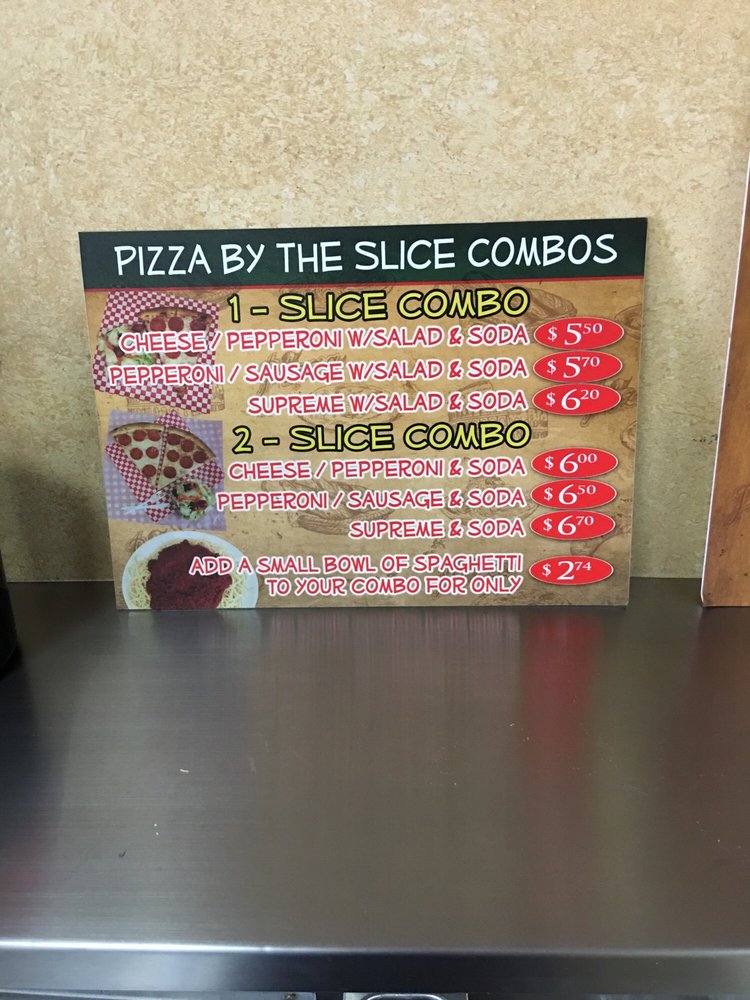 PIZZA BY THE SLICE COMBOS
1 - SLICE COMBO
CHEESE / PEPPERONI W/SALAD & SODA $ 5 50
PEPPERONI / SAUSAGE W/SALAD & SODA $ 5 70
SUPREME W/SALAD & SODA $ 6 20
2 - SLICE COMBO
CHEESE / PEPPERONI & SODA $ 6 00
PEPPERONI / SAUSAGE & SODA $ 6 50
SUPREME & SODA $ 6 70
ADD A SMALL BOWL OF SPAGHETTI
TO YOUR COMBO FOR ONLY $ 2 74